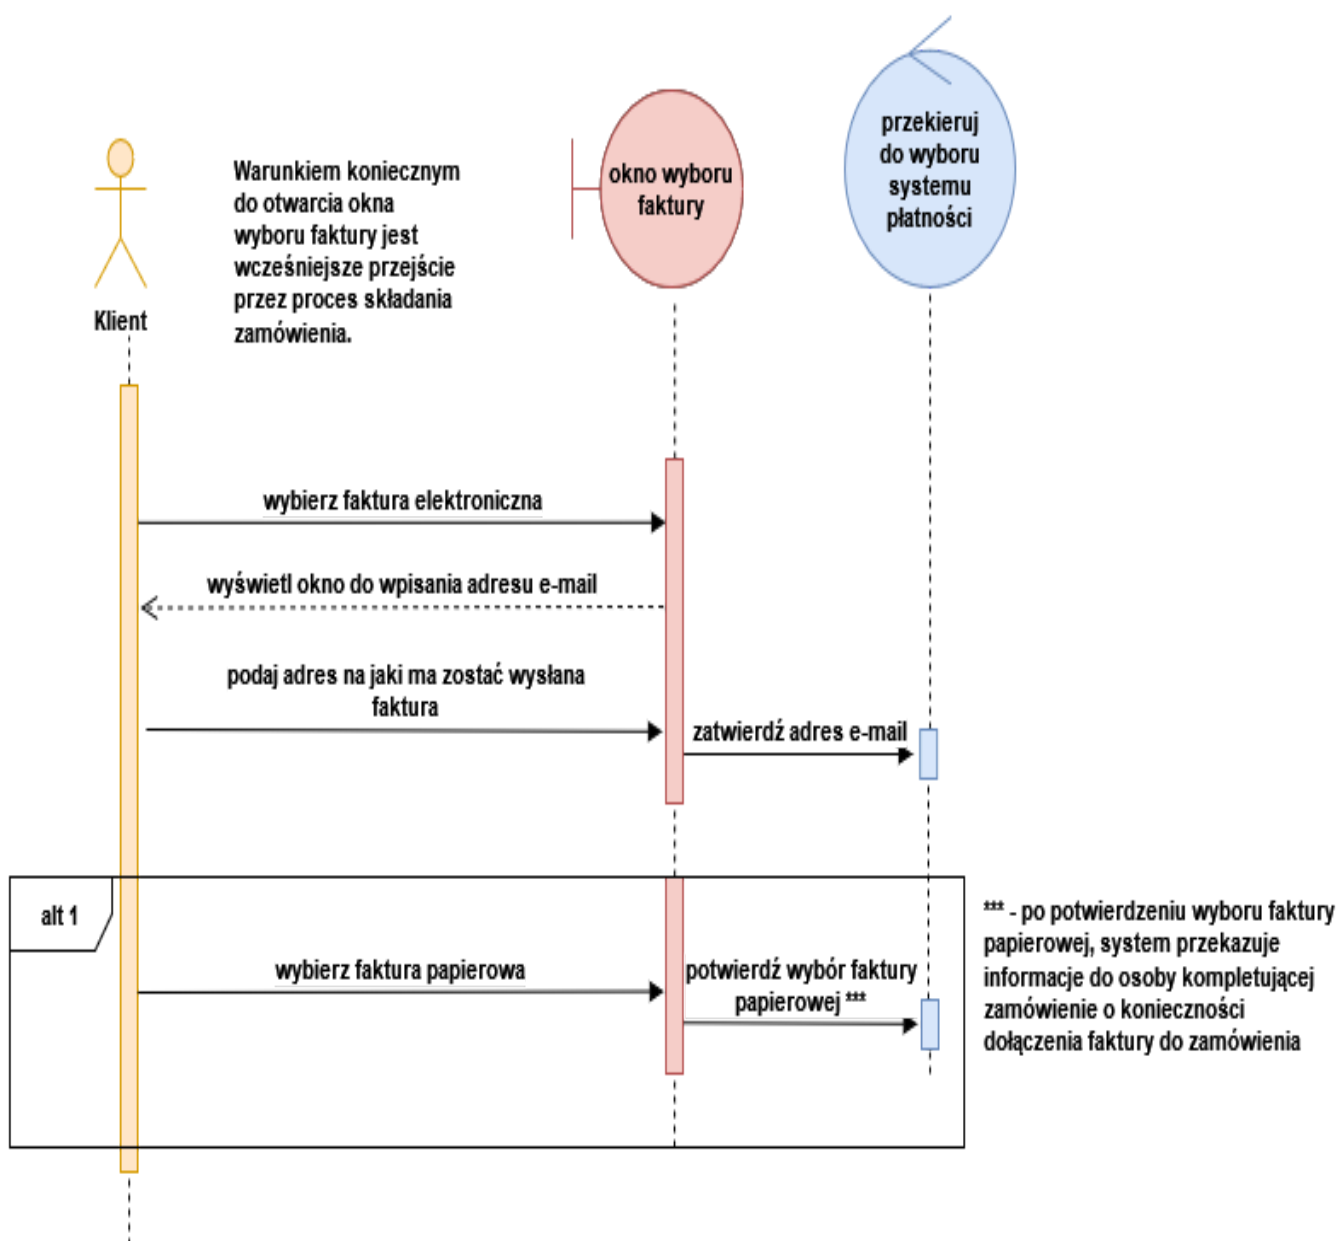 przekieruj
do wyboru
systemu
płatności
okno wyboru
faktury
Warunkiem koniecznym
do otwarcia okna
wyboru faktury jest
wcześniejsze przejście
przez proces składania
zamówienia.
Klient
wybierz faktura elektroniczna
wyświetl okno do wpisania adresu e-mail
podaj adres na jaki ma zostać wysłana
faktura
zatwierdź adres e-mail
alt 1
wybierz faktura papierowa
potwierdź wybór faktury
papierowej ***
*** - po potwierdzeniu wyboru faktury
papierowej, system przekazuje
informacje do osoby kompletującej
zamówienie o konieczności
dołączenia faktury do zamówienia